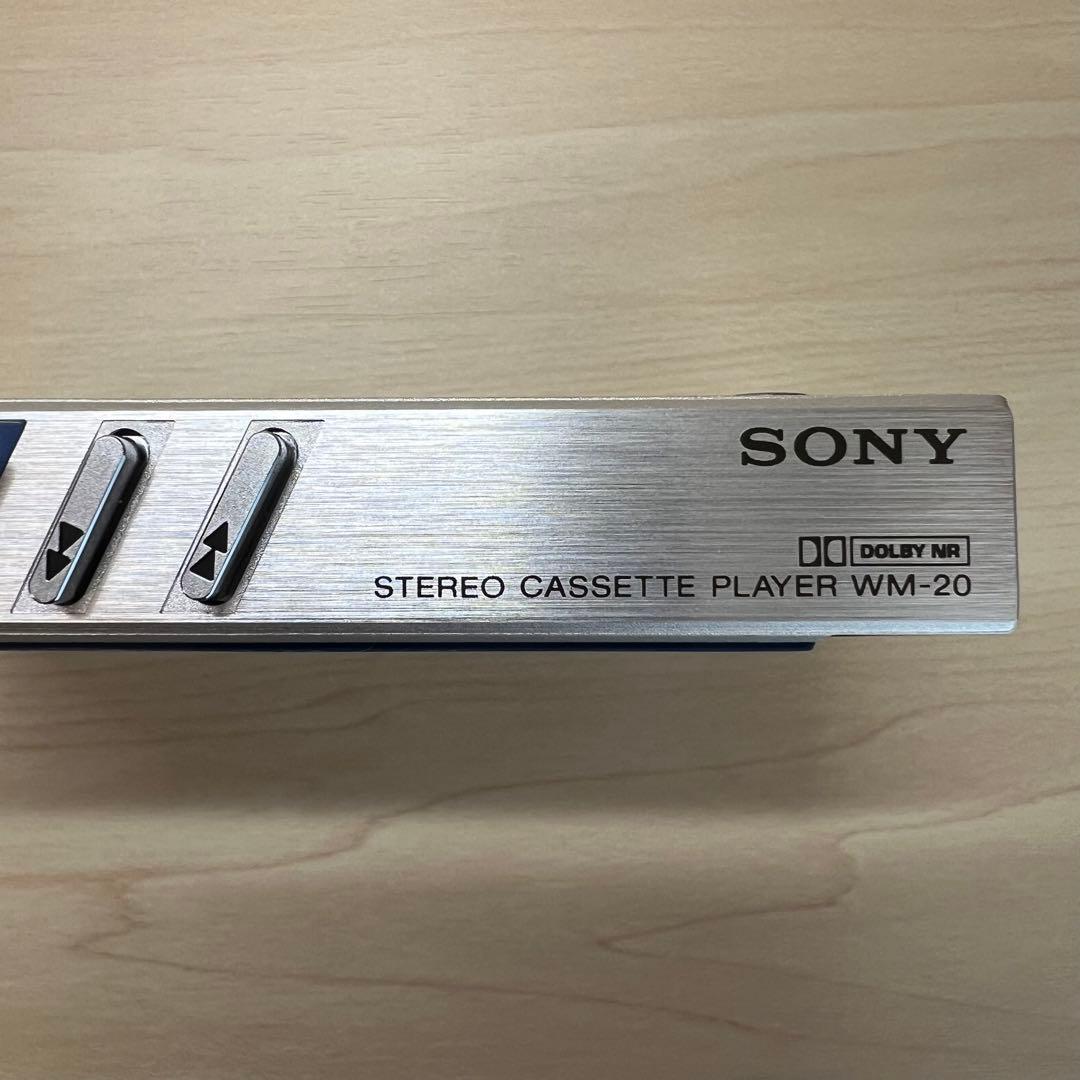 SONY
DOLBY NR
STEREO CASSETTE PLAYER WM-20